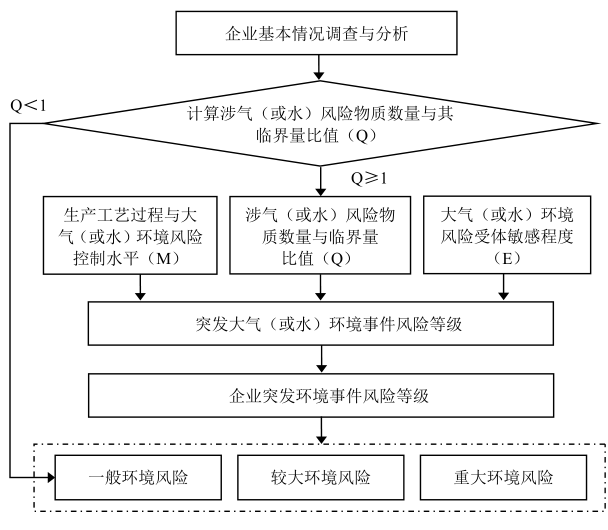 企业基本情况调查与分析
Q＜1
计算涉气（或水）风险物质数量与其
临界量比值（Q）
Q≥1
生产工艺过程与大
气（或水）环境风险
控制水平（M）
涉气（或水）风险物
质数量与临界量
比值（Q）
大气（或水）环境
风险受体敏感程度
（E）
突发大气（或水）环境事件风险等级
企业突发环境事件风险等级
一般环境风险
较大环境风险
重大环境风险